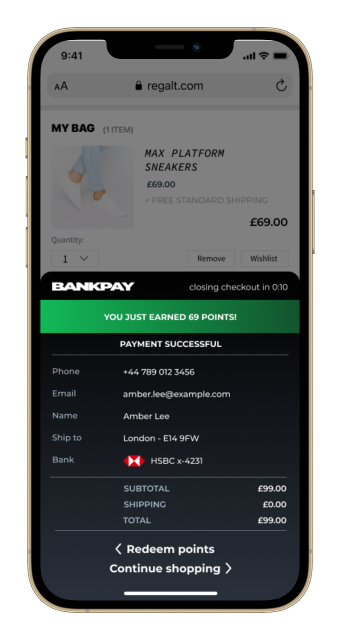 9:41
AA regalt.com
MY BAG (1 ITEM)
MAX PLATFORM
SNEAKERS
£69.00
+ FREE STANDARD SHIPPING
£69.00
Quantity:
1 Remove Wishlist
BANKPAY closing checkout in 0:10
YOU JUST EARNED 69 POINTS!
PAYMENT SUCCESSFUL
Phone +44 789 012 3456
Email amber.lee@example.com
Name Amber Lee
Ship to London - E14 9FW
Bank HSBC x-4231
SUBTOTAL £99.00
SHIPPING £0.00
TOTAL £99.00
Redeem points
Continue shopping